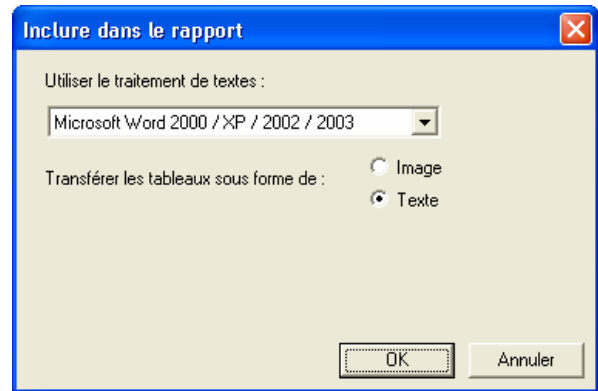 Inclure dans le rapport
Utiliser le traitement de textes :
Microsoft Word 2000 / XP / 2002 / 2003
Transférer les tableaux sous forme de :
Image
Texte
OK
Annuler